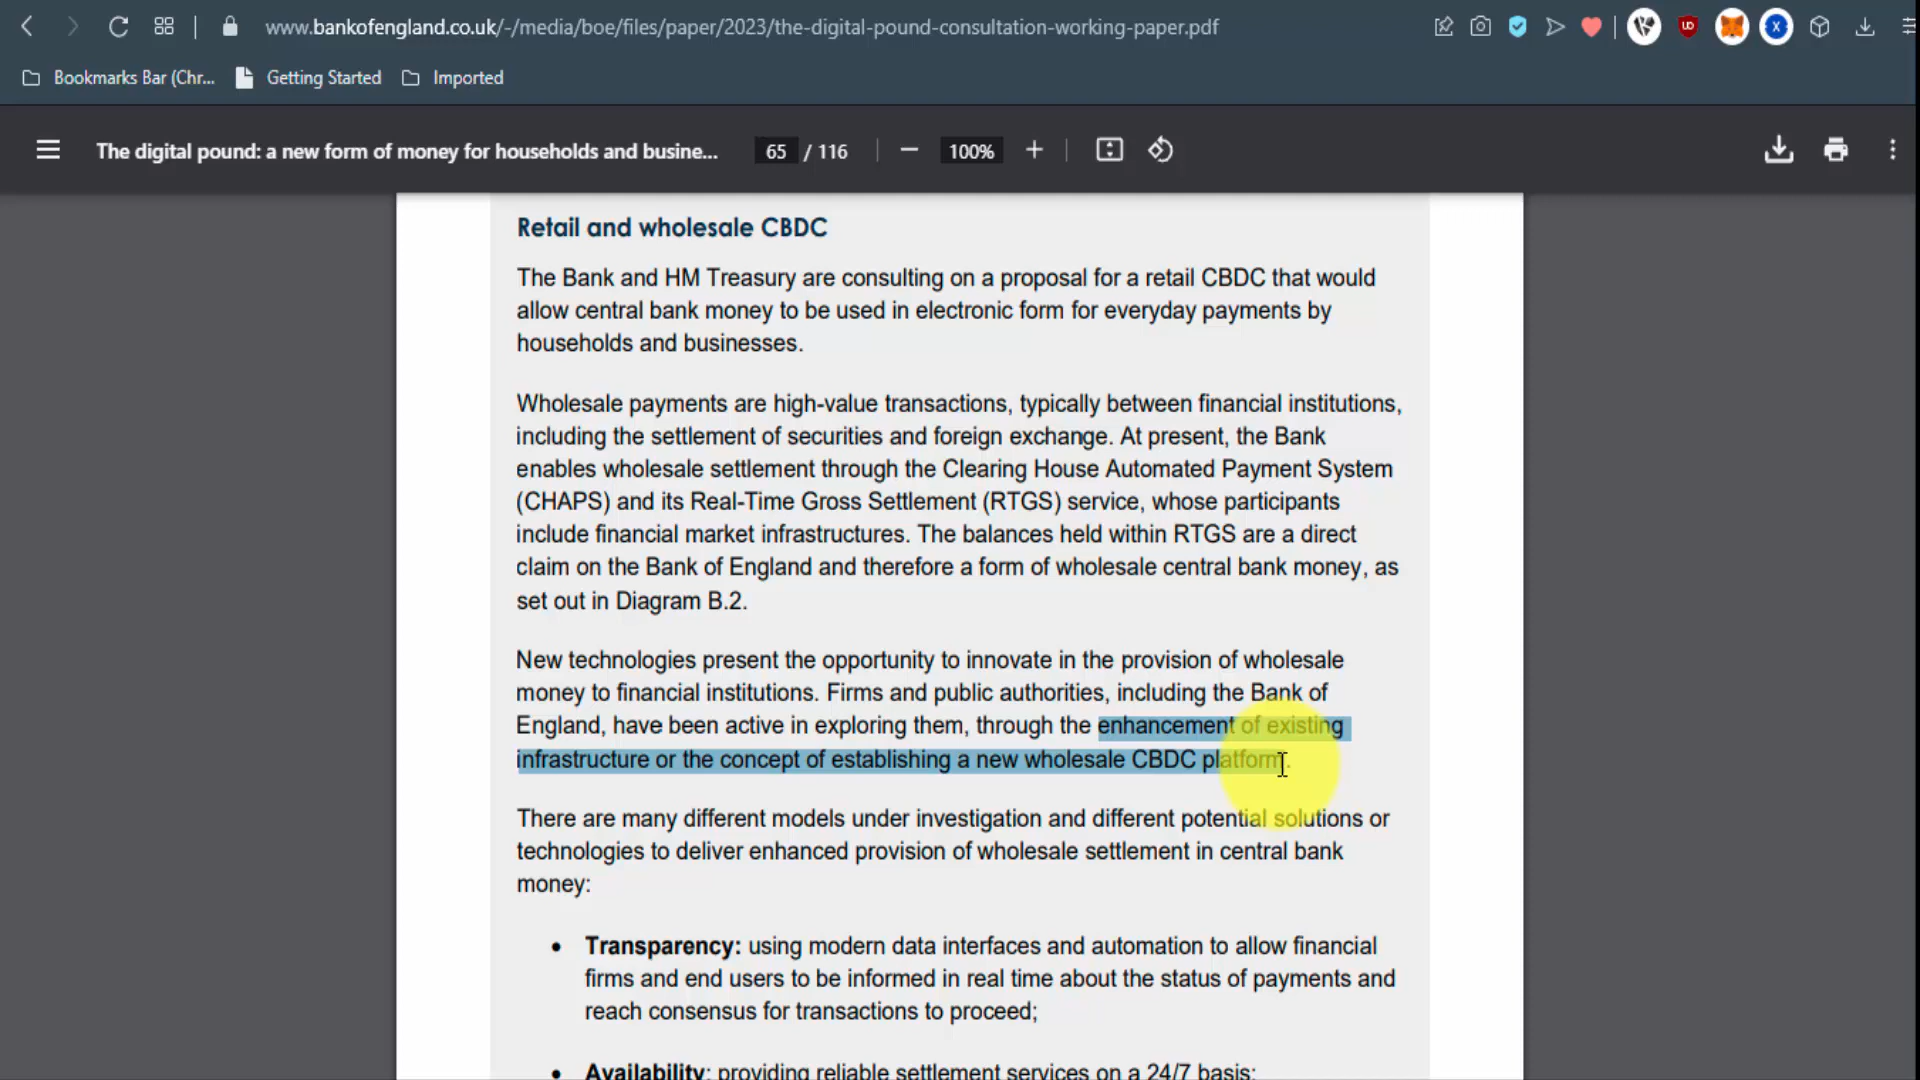 www.bankofengland.co.uk/-/media/boe/files/paper/2023/the-digital-pound-consultation-working-paper.pdf
Bookmarks Bar (Chr... Getting Started Imported
The digital pound: a new form of money for households and busine... 65 / 116 100%
Retail and wholesale CBDC
The Bank and HM Treasury are consulting on a proposal for a retail CBDC that would
allow central bank money to be used in electronic form for everyday payments by
households and businesses.
Wholesale payments are high-value transactions, typically between financial institutions,
including the settlement of securities and foreign exchange. At present, the Bank
enables wholesale settlement through the Clearing House Automated Payment System
(CHAPS) and its Real-Time Gross Settlement (RTGS) service, whose participants
include financial market infrastructures. The balances held within RTGS are a direct
claim on the Bank of England and therefore a form of wholesale central bank money, as
set out in Diagram B.2.
New technologies present the opportunity to innovate in the provision of wholesale
money to financial institutions. Firms and public authorities, including the Bank of
England, have been active in exploring them, through the enhancement of existing
infrastructure or the concept of establishing a new wholesale CBDC platform.
There are many different models under investigation and different potential solutions or
technologies to deliver enhanced provision of wholesale settlement in central bank
money:
• Transparency: using modern data interfaces and automation to allow financial
firms and end users to be informed in real time about the status of payments and
reach consensus for transactions to proceed;
• Availability: providing reliable settlement services on a 24/7 basis;